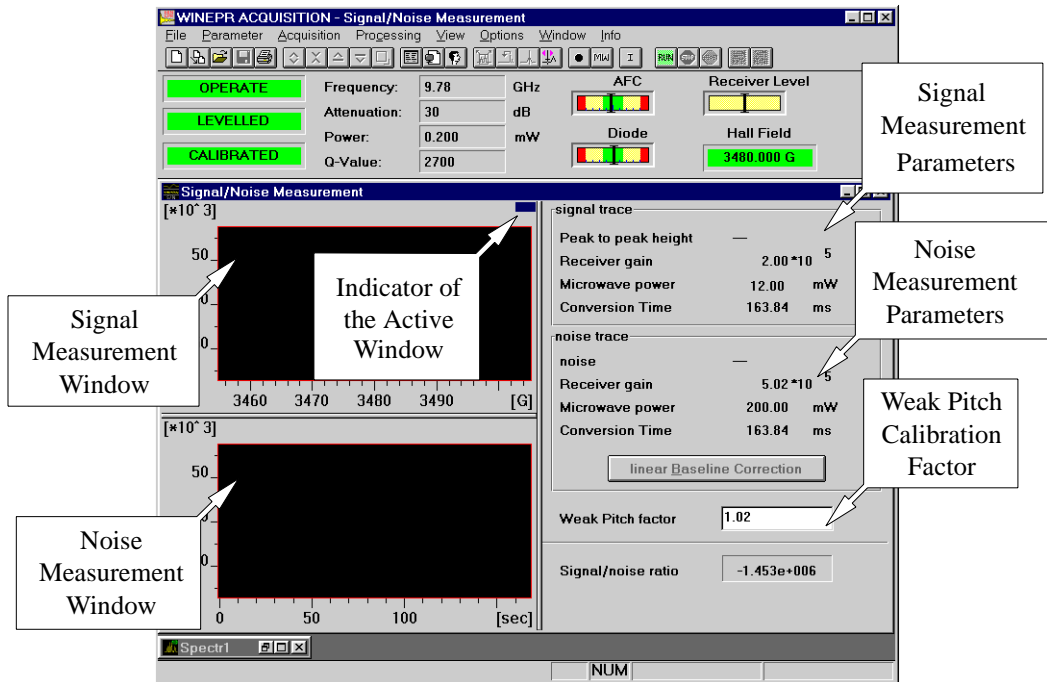 WINEPR ACQUISITION - Signal/Noise Measurement
File Parameter Acquisition Processing View Options Window Info
MW I RUN
OPERATE
LEVELLED
CALIBRATED
Frequency: 9.78 GHz
Attenuation: 30 dB
Power: 0.200 mW
Q-Value: 2700
AFC
Receiver Level
Diode
Hall Field
3480.000 G
Signal
Measurement
Parameters
Signal/Noise Measurement
[*10^3]
50
0
0
3460 3470 3480 3490 [G]
Signal
Measurement
Window
Indicator of
the Active
Window
signal trace
Peak to peak height —
Receiver gain 2.00 *10 5
Microwave power 12.00 mW
Conversion Time 163.84 ms
Noise
Measurement
Parameters
noise trace
noise —
Receiver gain 5.02 *10 5
Microwave power 200.00 mW
Conversion Time 163.84 ms
linear Baseline Correction
Weak Pitch
Calibration
Factor
[*10^3]
50
0
0
0 50 100 [sec]
Noise
Measurement
Window
Weak Pitch factor 1.02
Signal/noise ratio -1.453e+006
Spectr1
NUM